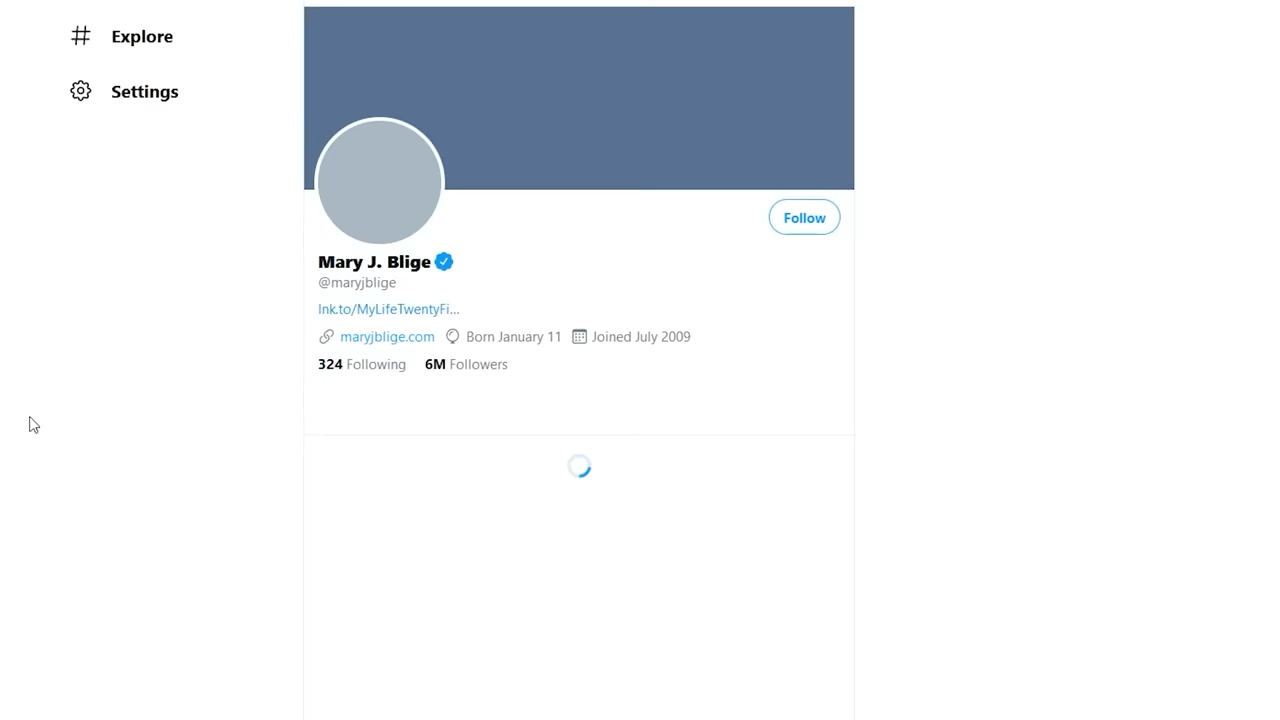 Explore
Settings
Follow
Mary J. Blige
@maryjblige
lnk.to/MyLifeTwentyFi...
maryjblige.com Born January 11 Joined July 2009
324 Following 6M Followers